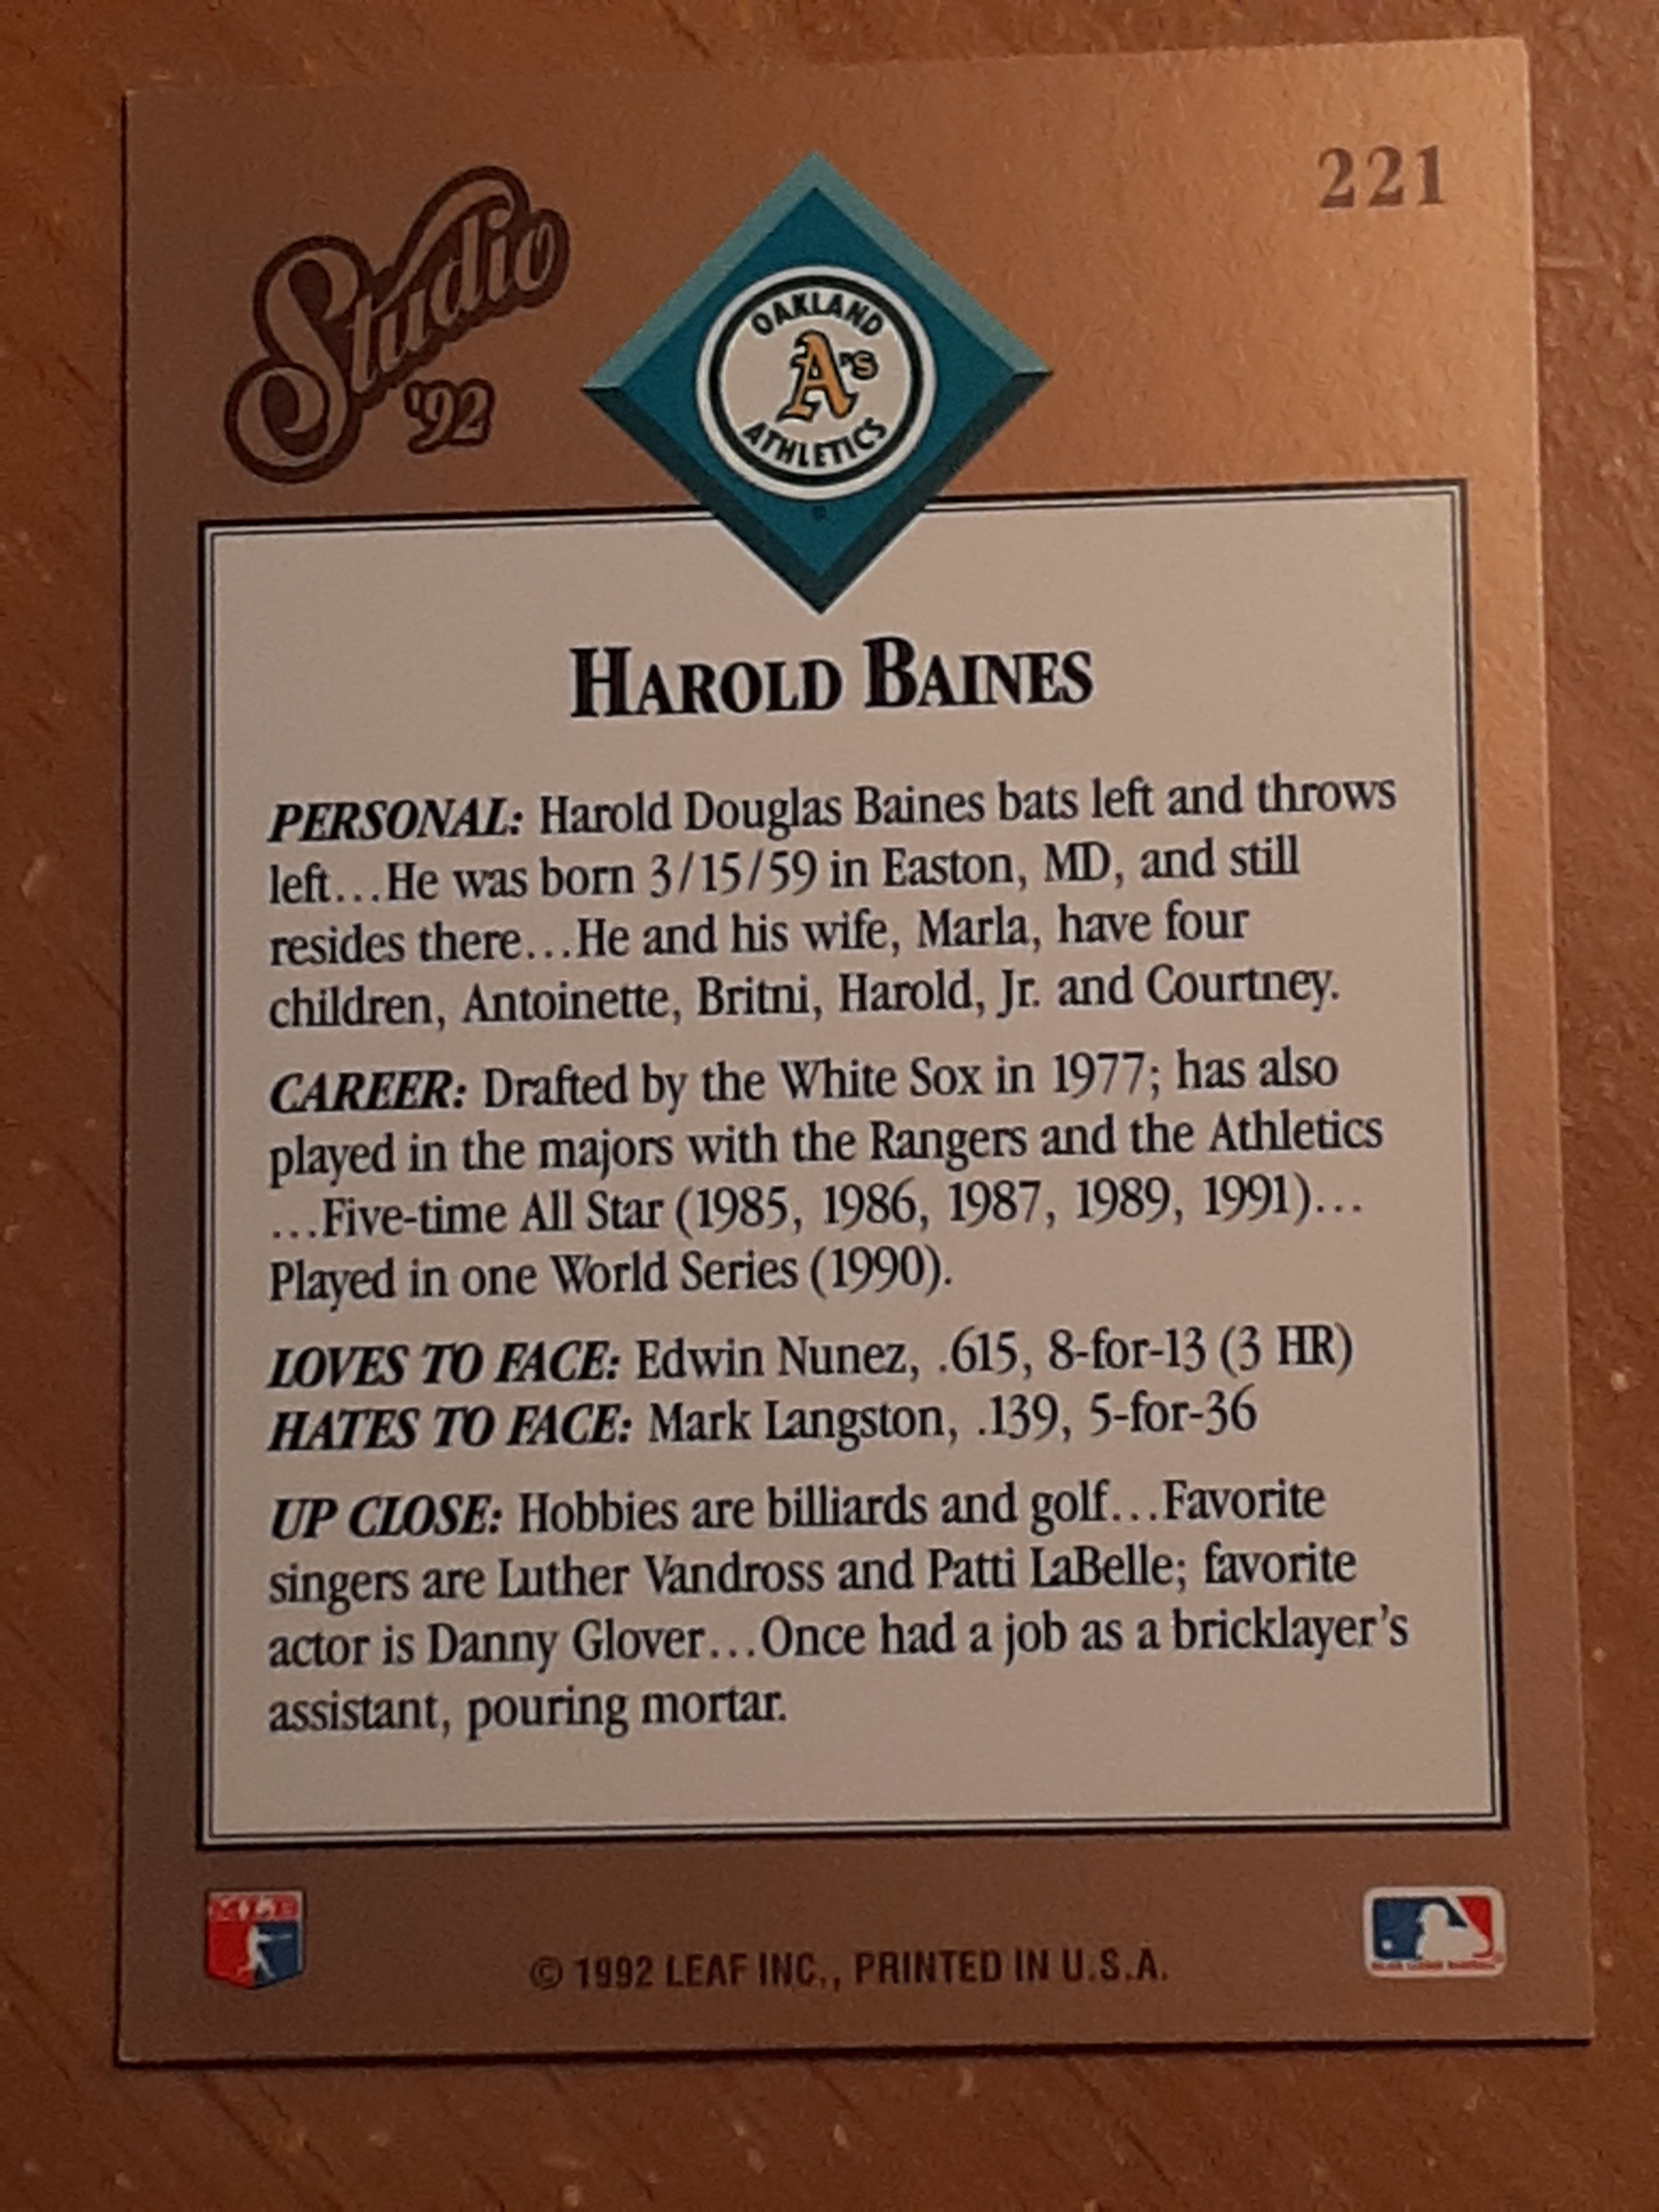 Studio
'92
221
OAKLAND
A's
ATHLETICS
HAROLD BAINES
PERSONAL: Harold Douglas Baines bats left and throws
left...He was born 3/15/59 in Easton, MD, and still
resides there...He and his wife, Marla, have four
children, Antoinette, Britni, Harold, Jr. and Courtney.
CAREER: Drafted by the White Sox in 1977; has also
played in the majors with the Rangers and the Athletics
...Five-time All Star (1985, 1986, 1987, 1989, 1991)...
Played in one World Series (1990).
LOVES TO FACE: Edwin Nunez, .615, 8-for-13 (3 HR)
HATES TO FACE: Mark Langston, .139, 5-for-36
UP CLOSE: Hobbies are billiards and golf...Favorite
singers are Luther Vandross and Patti LaBelle; favorite
actor is Danny Glover...Once had a job as a bricklayer's
assistant, pouring mortar.
© 1992 LEAF INC., PRINTED IN U.S.A.